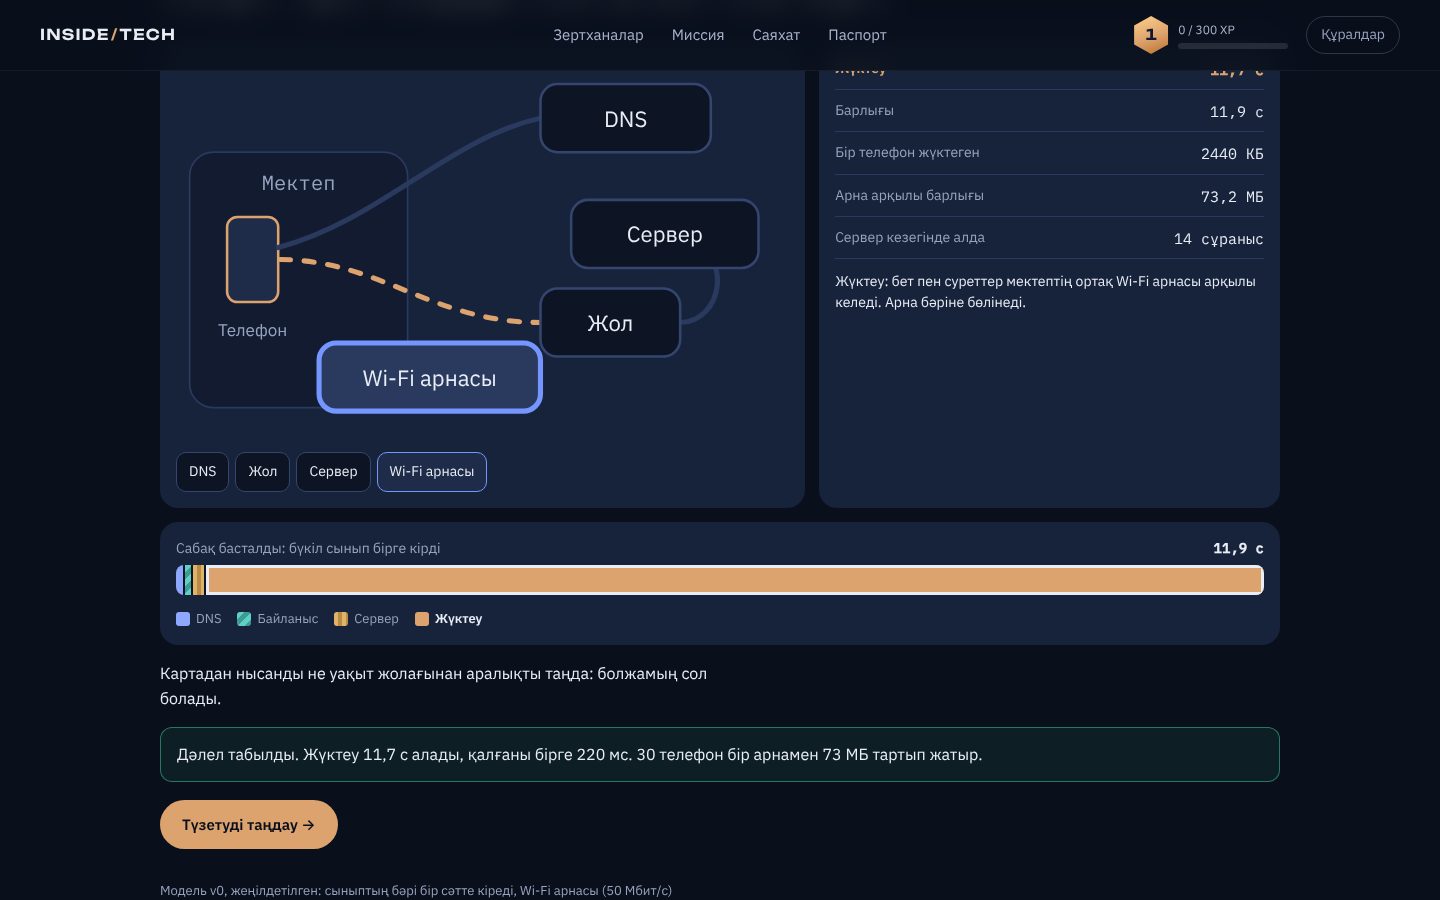 INSIDE/TECH
Зертханалар Миссия Саяхат Паспорт
1
0 / 300 XP
Құралдар
DNS
Мектеп
Сервер
Жол
Телефон
Wi-Fi арнасы
DNS Жол Сервер Wi-Fi арнасы
Жүктеу 11,7 с
Барлығы 11,9 с
Бір телефон жүктеген 2440 КБ
Арна арқылы барлығы 73,2 МБ
Сервер кезегінде алда 14 сұраныс
Жүктеу: бет пен суреттер мектептің ортақ Wi-Fi арнасы арқылы
келеді. Арна бәріне бөлінеді.
Сабақ басталды: бүкіл сынып бірге кірді 11,9 с
DNS Байланыс Сервер Жүктеу
Картадан нысанды не уақыт жолағынан аралықты таңда: болжамың сол
болады.
Дәлел табылды. Жүктеу 11,7 с алады, қалғаны бірге 220 мс. 30 телефон бір арнамен 73 МБ тартып жатыр.
Түзетуді таңдау →
Модель v0, жеңілдетілген: сыныптың бәрі бір сәтте кіреді, Wi-Fi арнасы (50 Мбит/с)